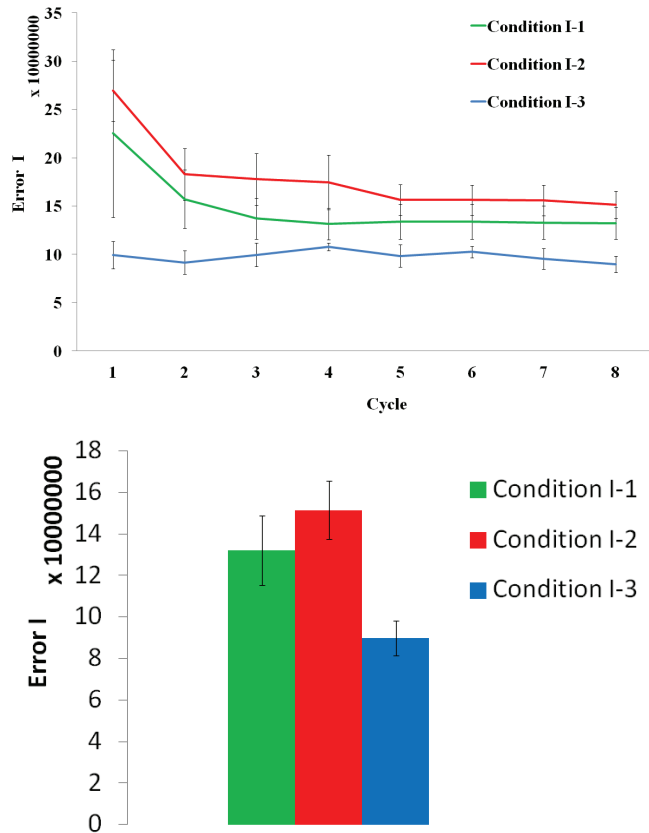 35
30
25
20
15
10
5
0
x 10000000
Error I
Condition I-1
Condition I-2
Condition I-3
1 2 3 4 5 6 7 8
Cycle
18
16
14
12
10
8
6
4
2
0
x 10000000
Error I
Condition I-1
Condition I-2
Condition I-3